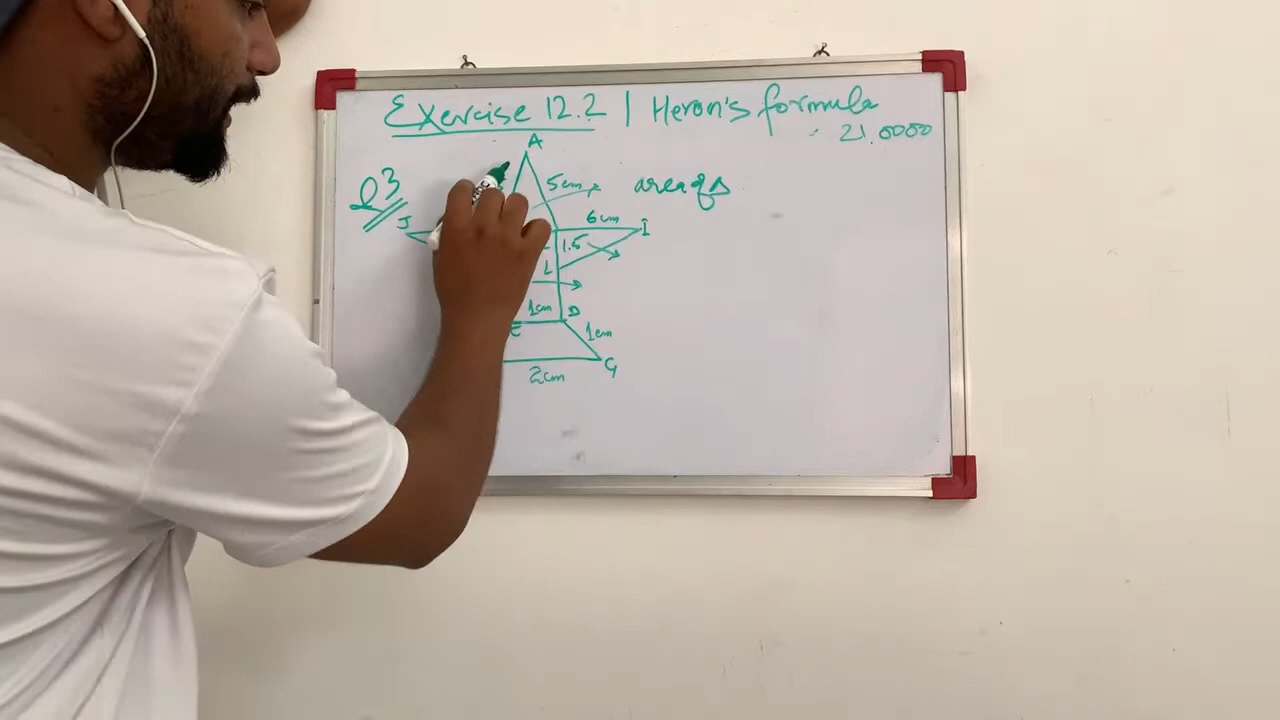 Exercise 12.2 | Heron's formula
21.0000
A
Q3
5cm
area of Δ
J
6cm
I
1.5
L
1cm
D
E
1cm
G
2cm